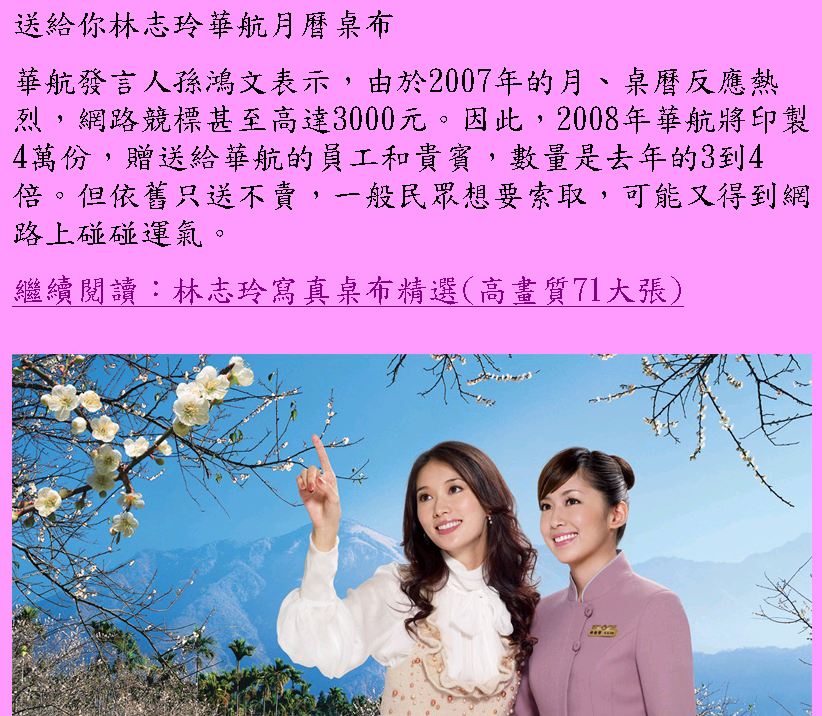 送給你林志玲華航月曆桌布
華航發言人孫鴻文表示，由於2007年的月、桌曆反應熱
烈，網路競標甚至高達3000元。因此，2008年華航將印製
4萬份，贈送給華航的員工和貴賓，數量是去年的3到4
倍。但依舊只送不賣，一般民眾想要索取，可能又得到網
路上碰碰運氣。
繼續閱讀：林志玲寫真桌布精選(高畫質71大張)